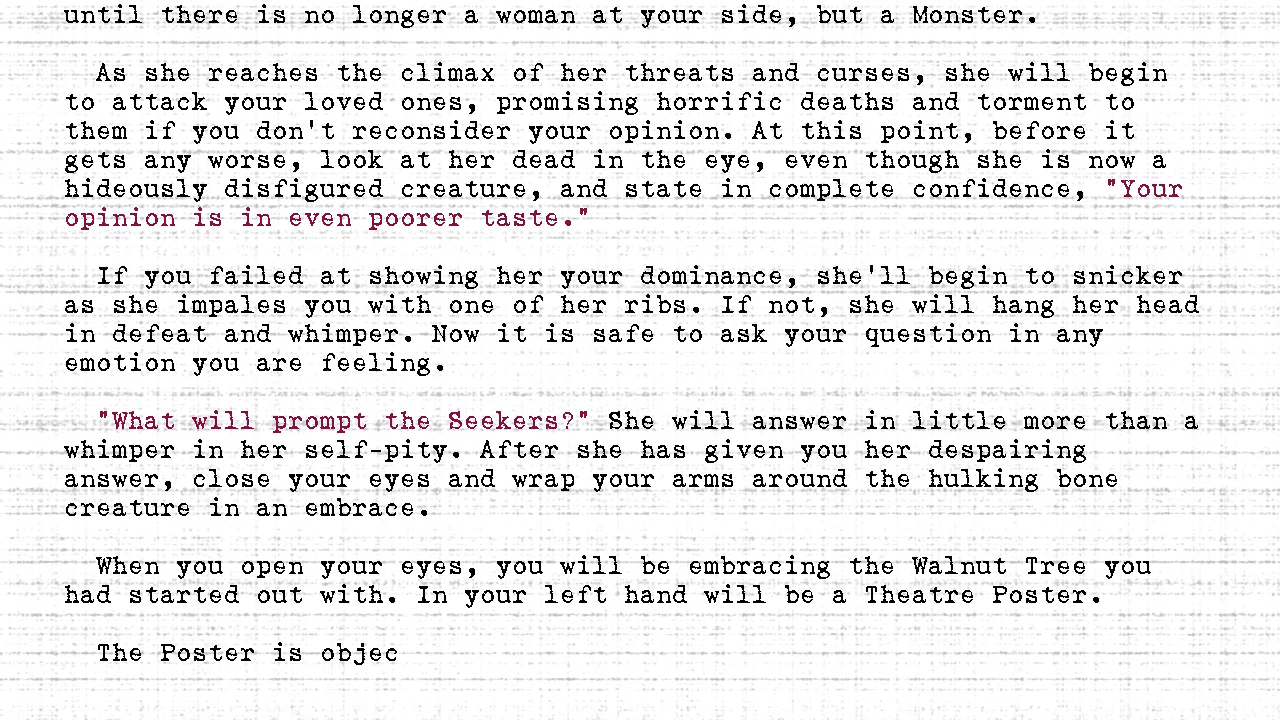 until there is no longer a woman at your side, but a Monster.
As she reaches the climax of her threats and curses, she will begin
to attack your loved ones, promising horrific deaths and torment to
them if you don't reconsider your opinion. At this point, before it
gets any worse, look at her dead in the eye, even though she is now a
hideously disfigured creature, and state in complete confidence, "Your
opinion is in even poorer taste."
If you failed at showing her your dominance, she'll begin to snicker
as she impales you with one of her ribs. If not, she will hang her head
in defeat and whimper. Now it is safe to ask your question in any
emotion you are feeling.
"What will prompt the Seekers?" She will answer in little more than a
whimper in her self-pity. After she has given you her despairing
answer, close your eyes and wrap your arms around the hulking bone
creature in an embrace.
When you open your eyes, you will be embracing the Walnut Tree you
had started out with. In your left hand will be a Theatre Poster.
The Poster is objec